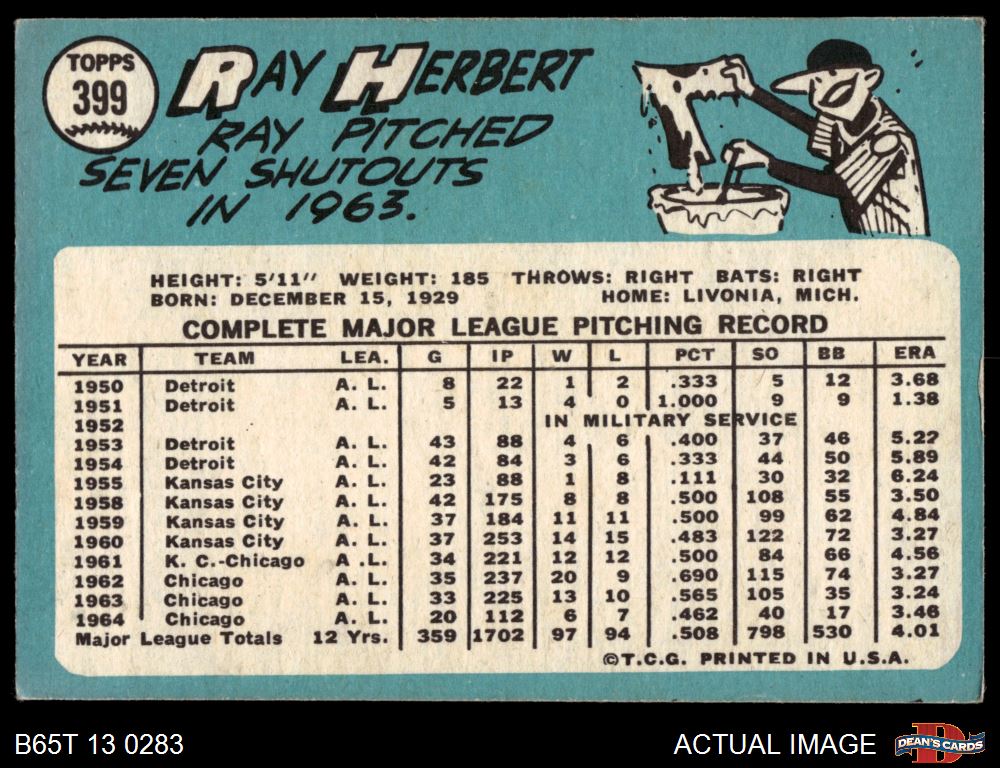 TOPPS
399
RAY HERBERT
RAY PITCHED
SEVEN SHUTOUTS
IN 1963.
HEIGHT: 5'11" WEIGHT: 185 THROWS: RIGHT BATS: RIGHT
BORN: DECEMBER 15, 1929 HOME: LIVONIA, MICH.
COMPLETE MAJOR LEAGUE PITCHING RECORD
YEAR TEAM LEA. G IP W L PCT SO BB ERA
1950 Detroit A. L. 8 22 1 2 .333 5 12 3.68
1951 Detroit A. L. 5 13 4 0 1.000 9 9 1.38
1952 IN MILITARY SERVICE
1953 Detroit A. L. 43 88 4 6 .400 37 46 5.22
1954 Detroit A. L. 42 84 3 6 .333 44 50 5.89
1955 Kansas City A. L. 23 88 1 8 .111 30 32 6.24
1958 Kansas City A. L. 42 175 8 8 .500 108 55 3.50
1959 Kansas City A. L. 37 184 11 11 .500 99 62 4.84
1960 Kansas City A. L. 37 253 14 15 .483 122 72 3.27
1961 K. C.-Chicago A .L. 34 221 12 12 .500 84 66 4.56
1962 Chicago A. L. 35 237 20 9 .690 115 74 3.27
1963 Chicago A. L. 33 225 13 10 .565 105 35 3.24
1964 Chicago A. L. 20 112 6 7 .462 40 17 3.46
Major League Totals 12 Yrs. 359 1702 97 94 .508 798 530 4.01
©T.C.G. PRINTED IN U.S.A.
B65T 13 0283 ACTUAL IMAGE
D
DEAN'S CARDS